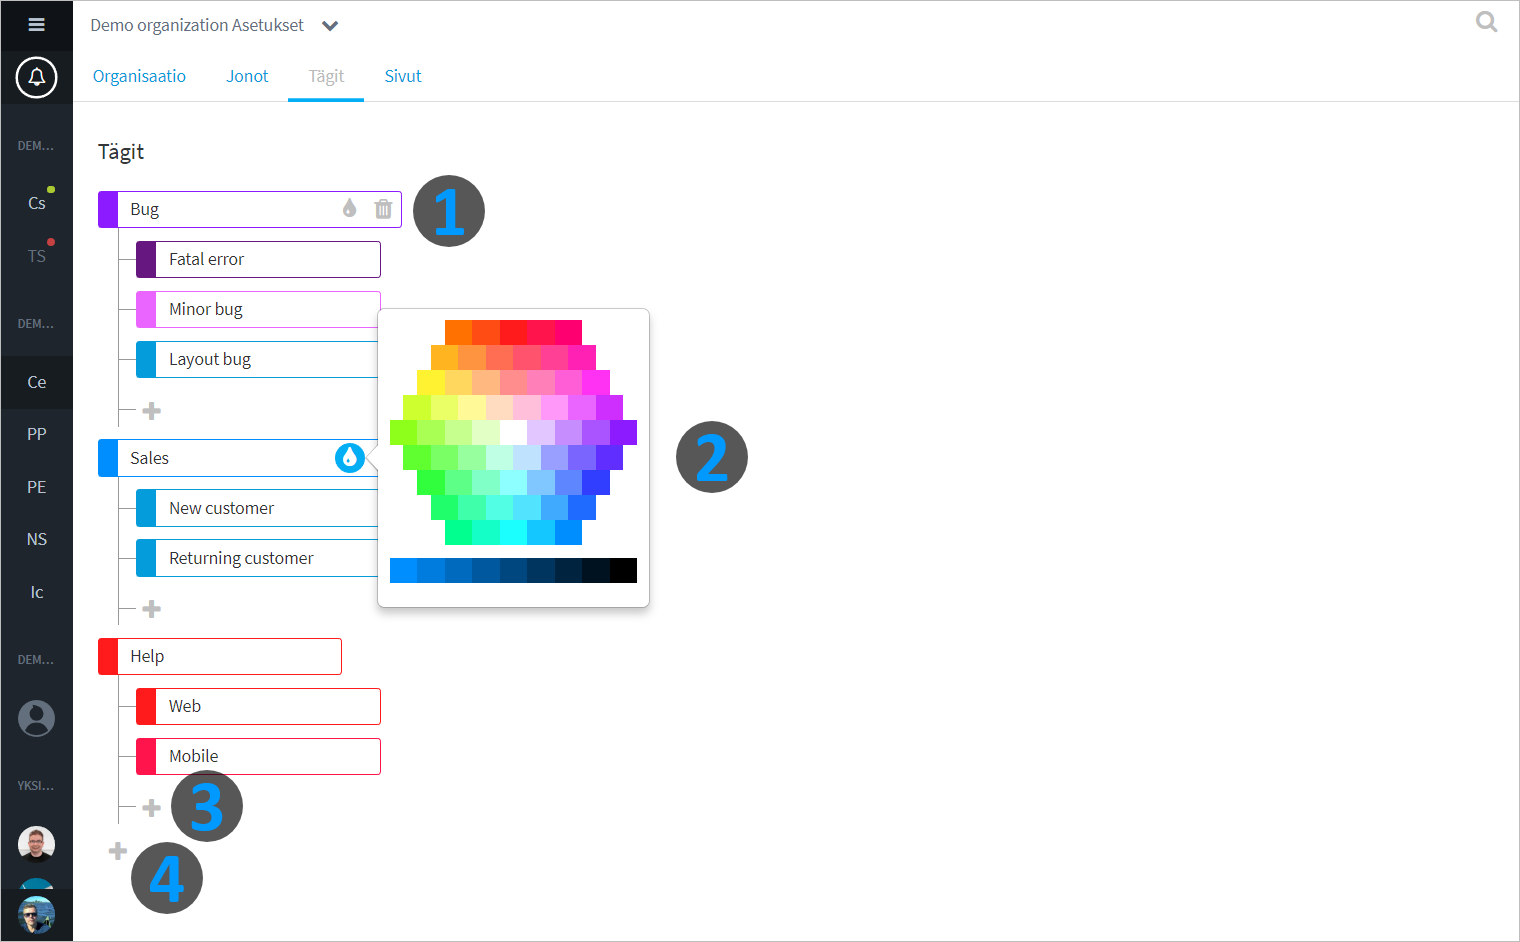 Demo organization Asetukset
Organisaatio Jonot Tägit Sivut
DEM...
Cs
TS
DEM...
Ce
PP
PE
NS
Ic
DEM...
YKSI...
Tägit
Bug
1
Fatal error
Minor bug
Layout bug
Sales
2
New customer
Returning customer
Help
Web
Mobile
3
4